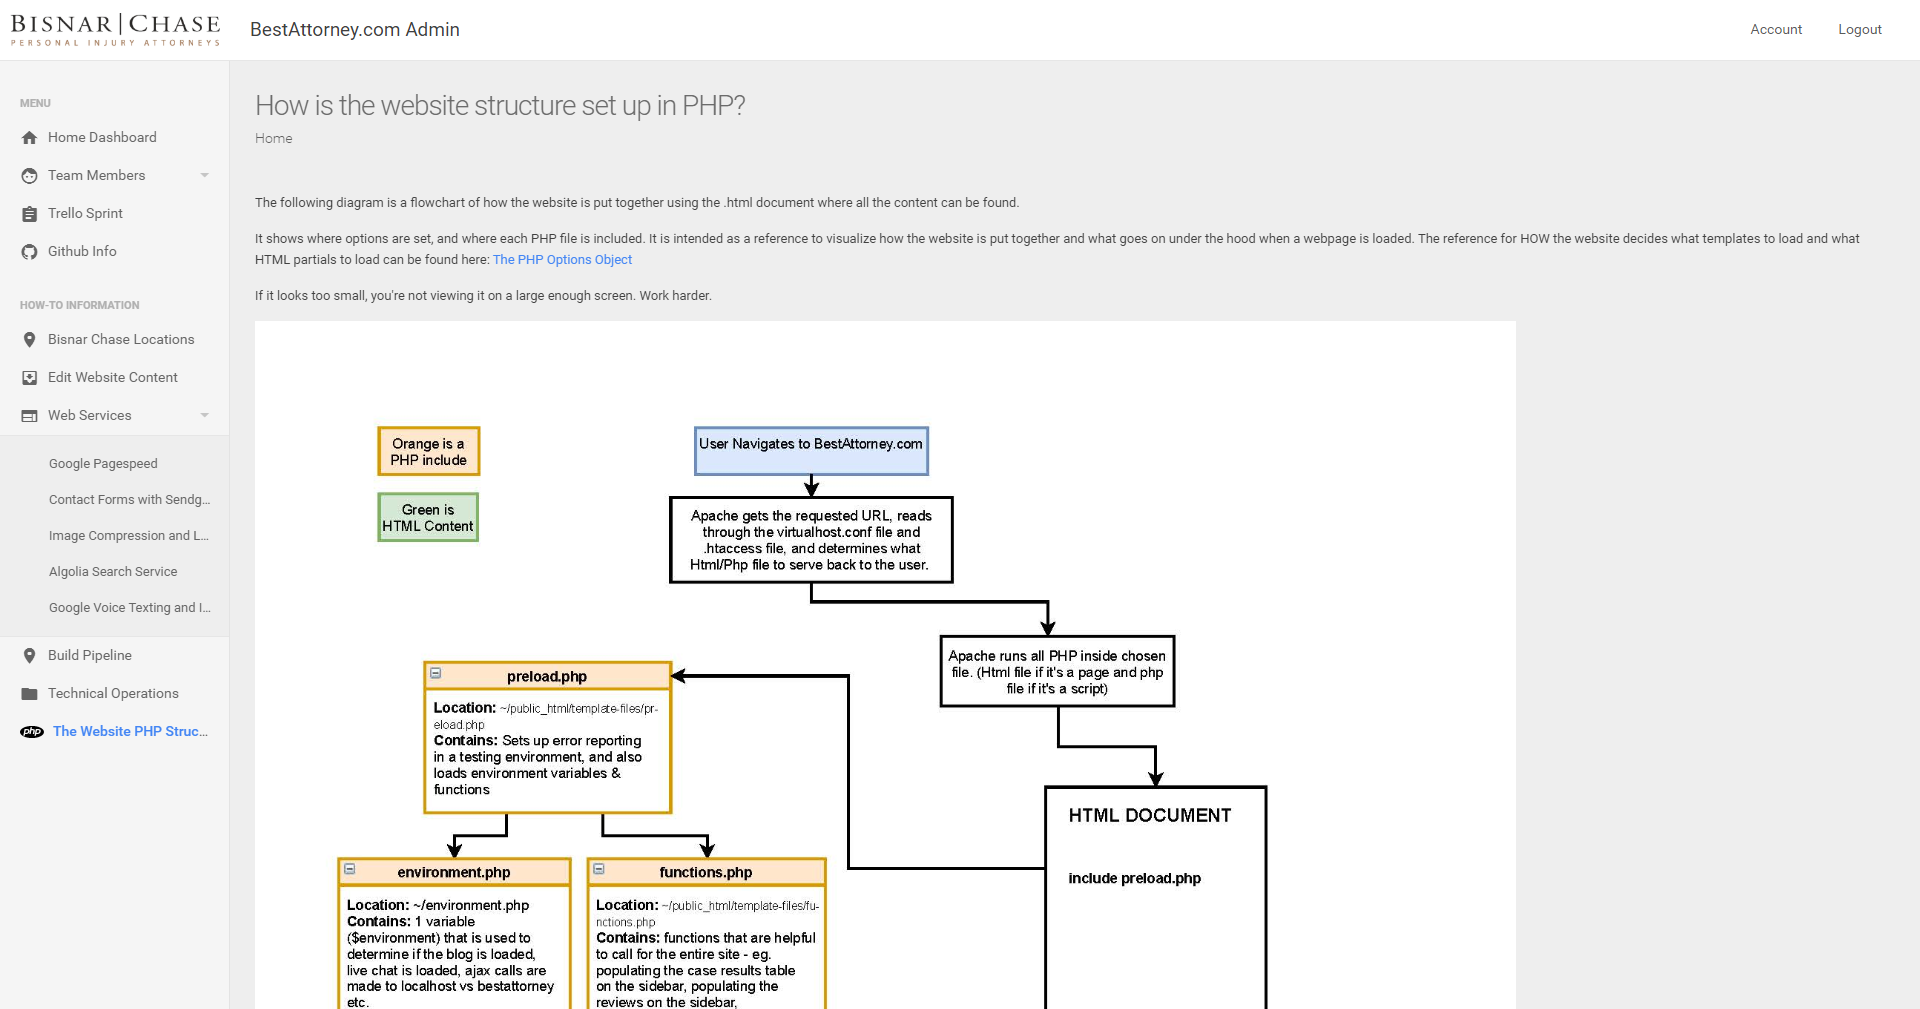 BISNAR|CHASE
PERSONAL INJURY ATTORNEYS
BestAttorney.com Admin
Account
Logout
MENU
Home Dashboard
Team Members
Trello Sprint
Github Info
HOW-TO INFORMATION
Bisnar Chase Locations
Edit Website Content
Web Services
Google Pagespeed
Contact Forms with Sendg...
Image Compression and L...
Algolia Search Service
Google Voice Texting and I...
Build Pipeline
Technical Operations
php The Website PHP Struc...
How is the website structure set up in PHP?
Home
The following diagram is a flowchart of how the website is put together using the .html document where all the content can be found.
It shows where options are set, and where each PHP file is included. It is intended as a reference to visualize how the website is put together and what goes on under the hood when a webpage is loaded. The reference for HOW the website decides what templates to load and what
HTML partials to load can be found here: The PHP Options Object
If it looks too small, you're not viewing it on a large enough screen. Work harder.
Orange is a
PHP include
Green is
HTML Content
User Navigates to BestAttorney.com
Apache gets the requested URL, reads
through the virtualhost.conf file and
.htaccess file, and determines what
Html/Php file to serve back to the user.
Apache runs all PHP inside chosen
file. (Html file if it's a page and php
file if it's a script)
preload.php
Location: ~/public_html/template-files/pr-
eload.php
Contains: Sets up error reporting
in a testing environment, and also
loads environment variables &
functions
HTML DOCUMENT
include preload.php
environment.php
Location: ~/environment.php
Contains: 1 variable
($environment) that is used to
determine if the blog is loaded,
live chat is loaded, ajax calls are
made to localhost vs bestattorney
etc.
functions.php
Location: ~/public_html/template-files/fu-
nctions.php
Contains: functions that are helpful
to call for the entire site - eg.
populating the case results table
on the sidebar, populating the
reviews on the sidebar,